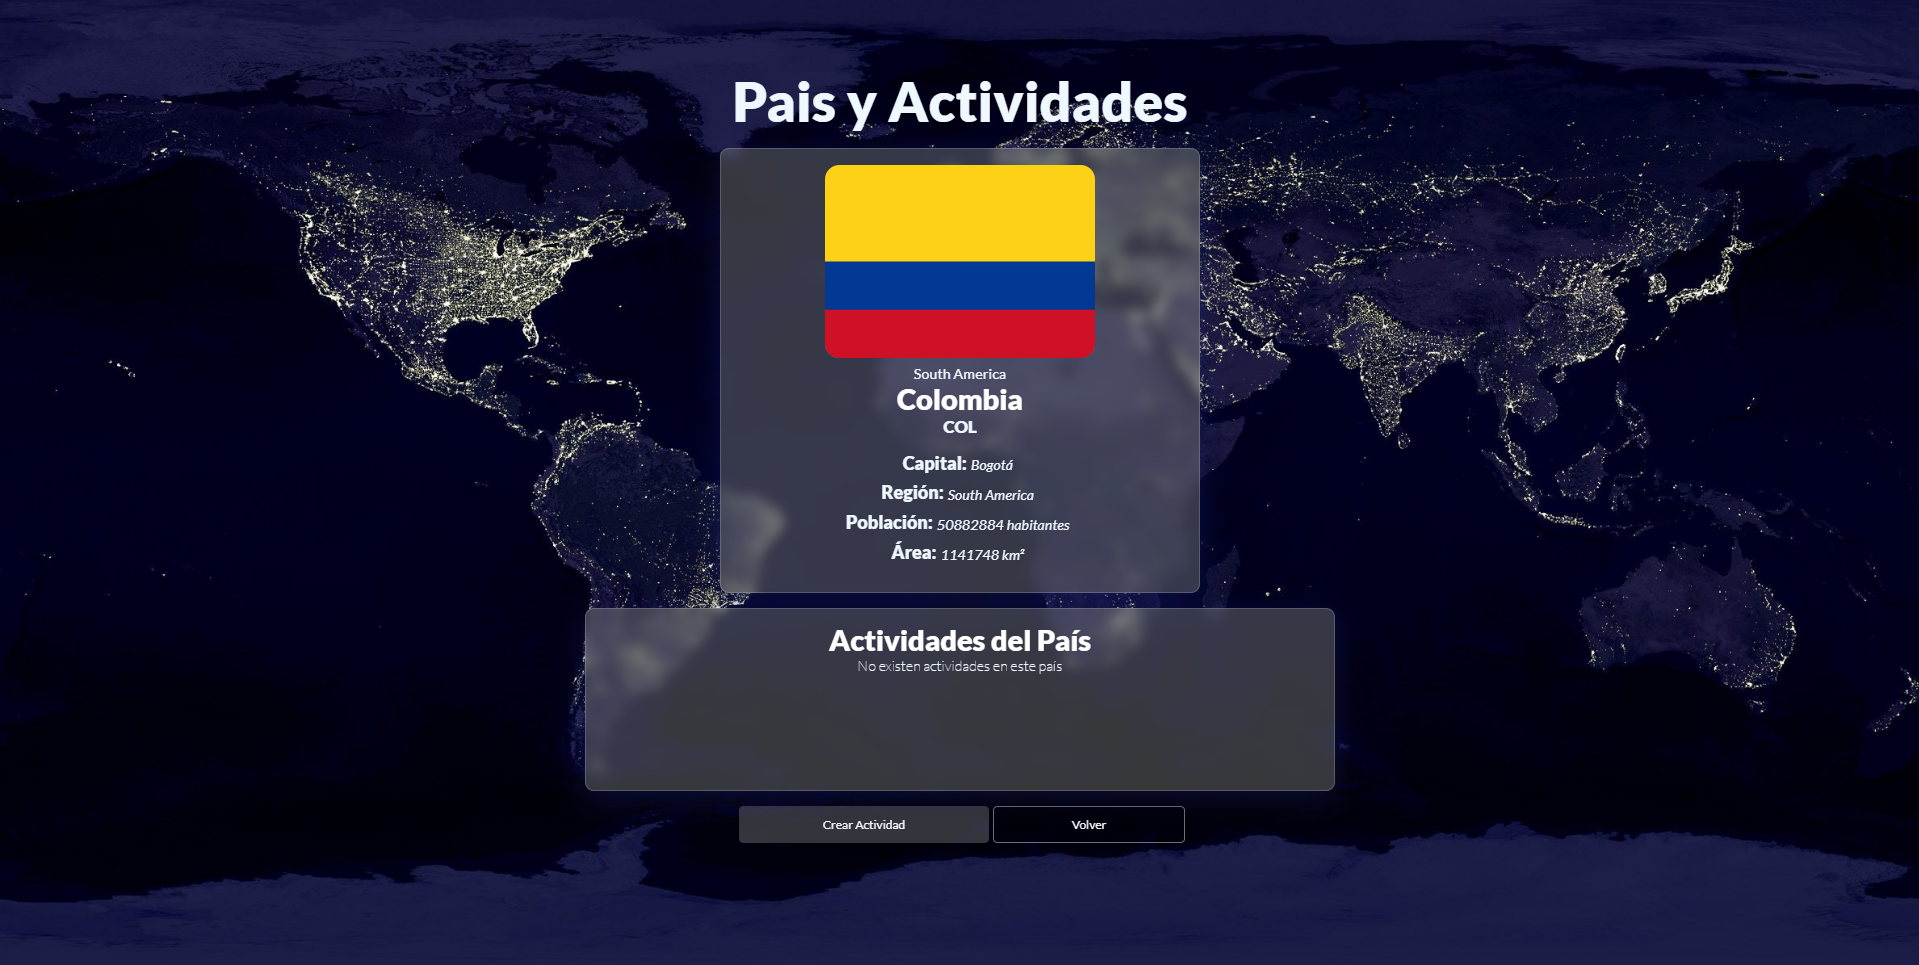 Pais y Actividades
South America
Colombia
COL
Capital: Bogotá
Región: South America
Población: 50882884 habitantes
Área: 1141748 km²
Actividades del País
No existen actividades en este país
Crear Actividad
Volver